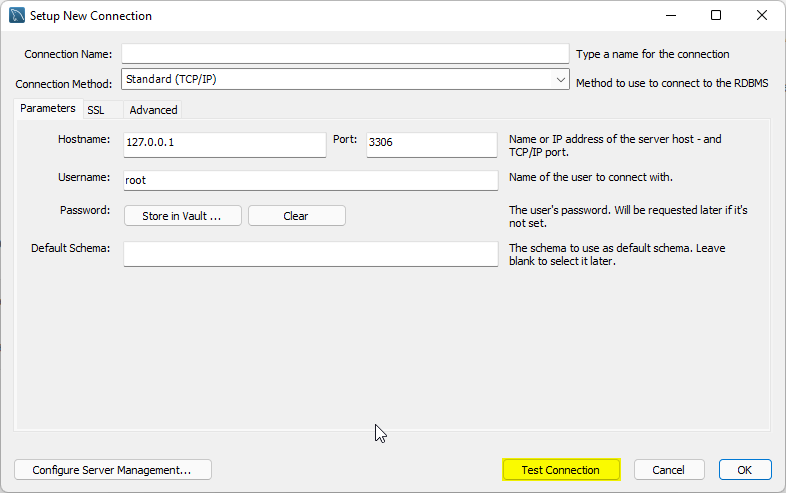 Setup New Connection
Connection Name: Type a name for the connection
Connection Method: Standard (TCP/IP) Method to use to connect to the RDBMS
Parameters SSL Advanced
Hostname: 127.0.0.1 Port: 3306 Name or IP address of the server host - and
TCP/IP port.
Username: root Name of the user to connect with.
Password: Store in Vault ... Clear The user's password. Will be requested later if it's
not set.
Default Schema: The schema to use as default schema. Leave
blank to select it later.
Configure Server Management... Test Connection Cancel OK